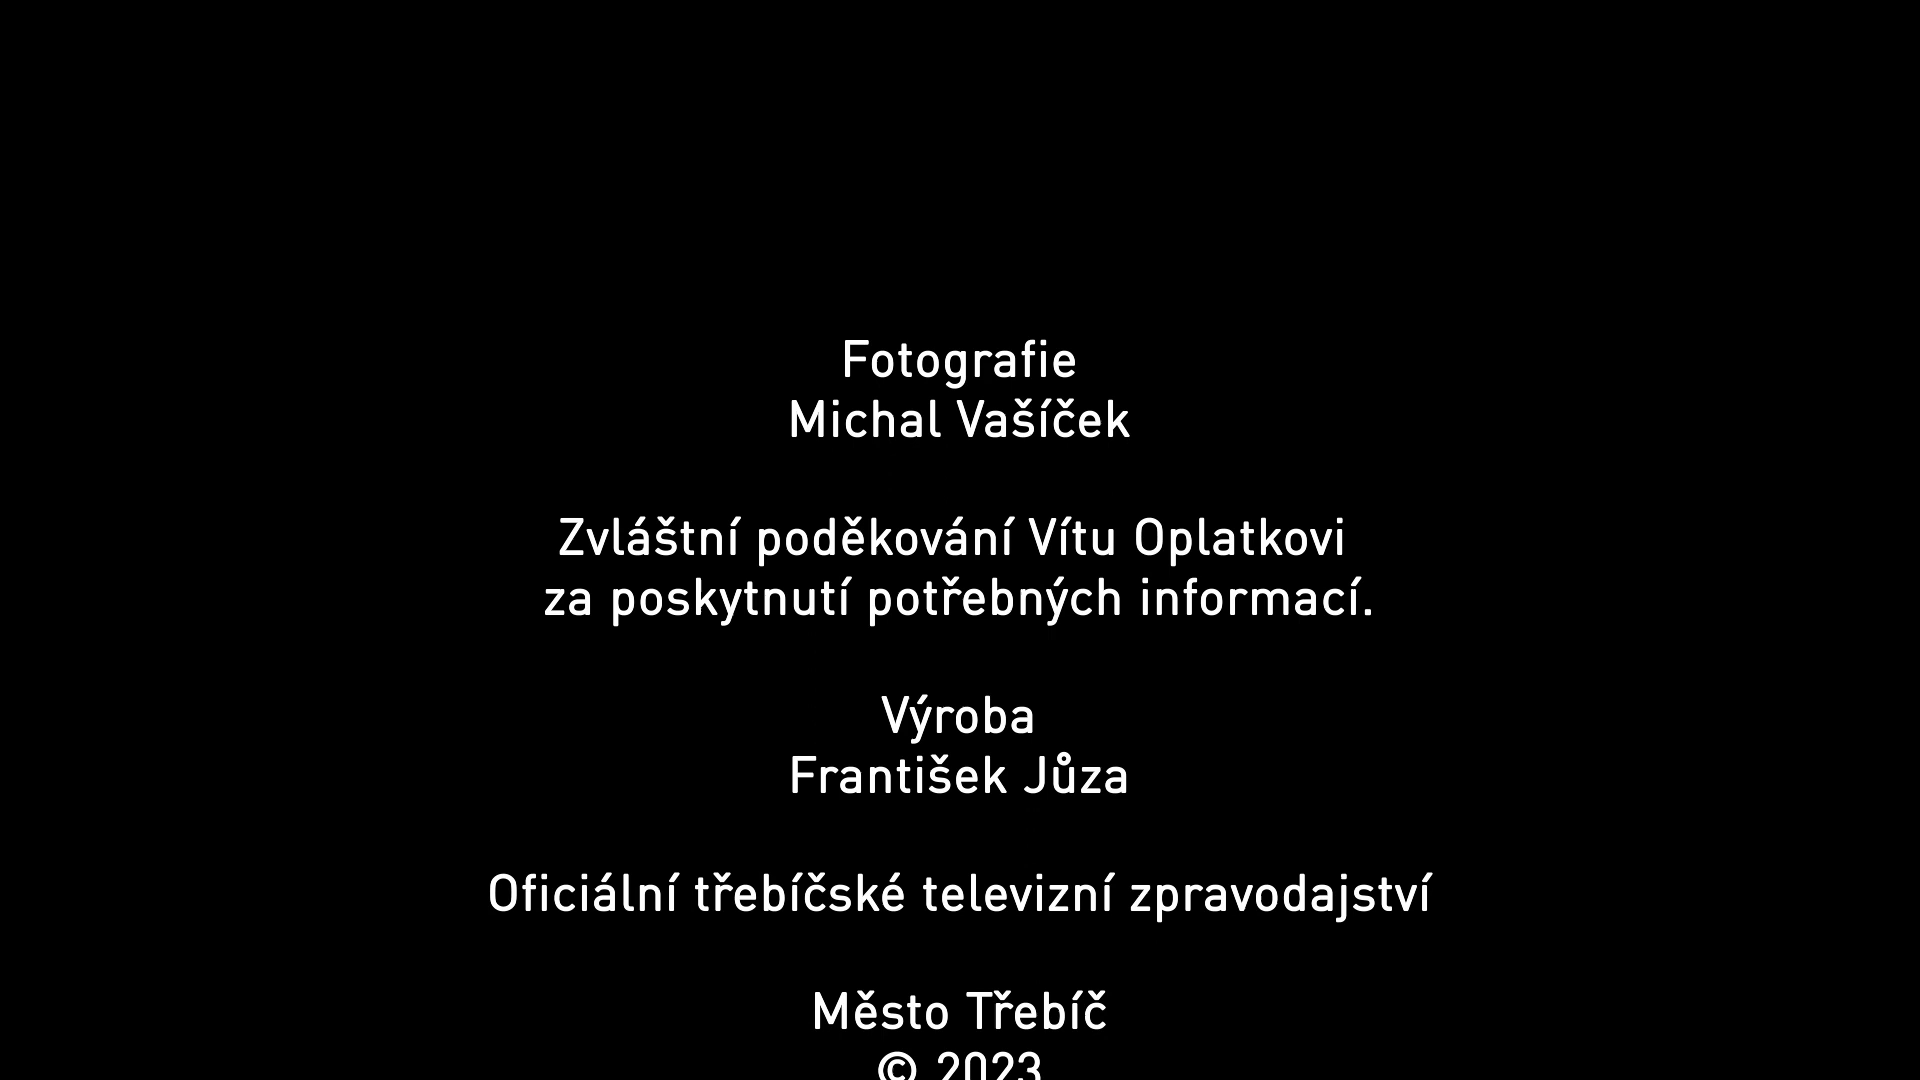 Fotografie
Michal Vašíček
Zvláštní poděkování Vítu Oplatkovi
za poskytnutí potřebných informací.
Výroba
František Jůza
Oficiální třebíčské televizní zpravodajství
Město Třebíč
© 2023